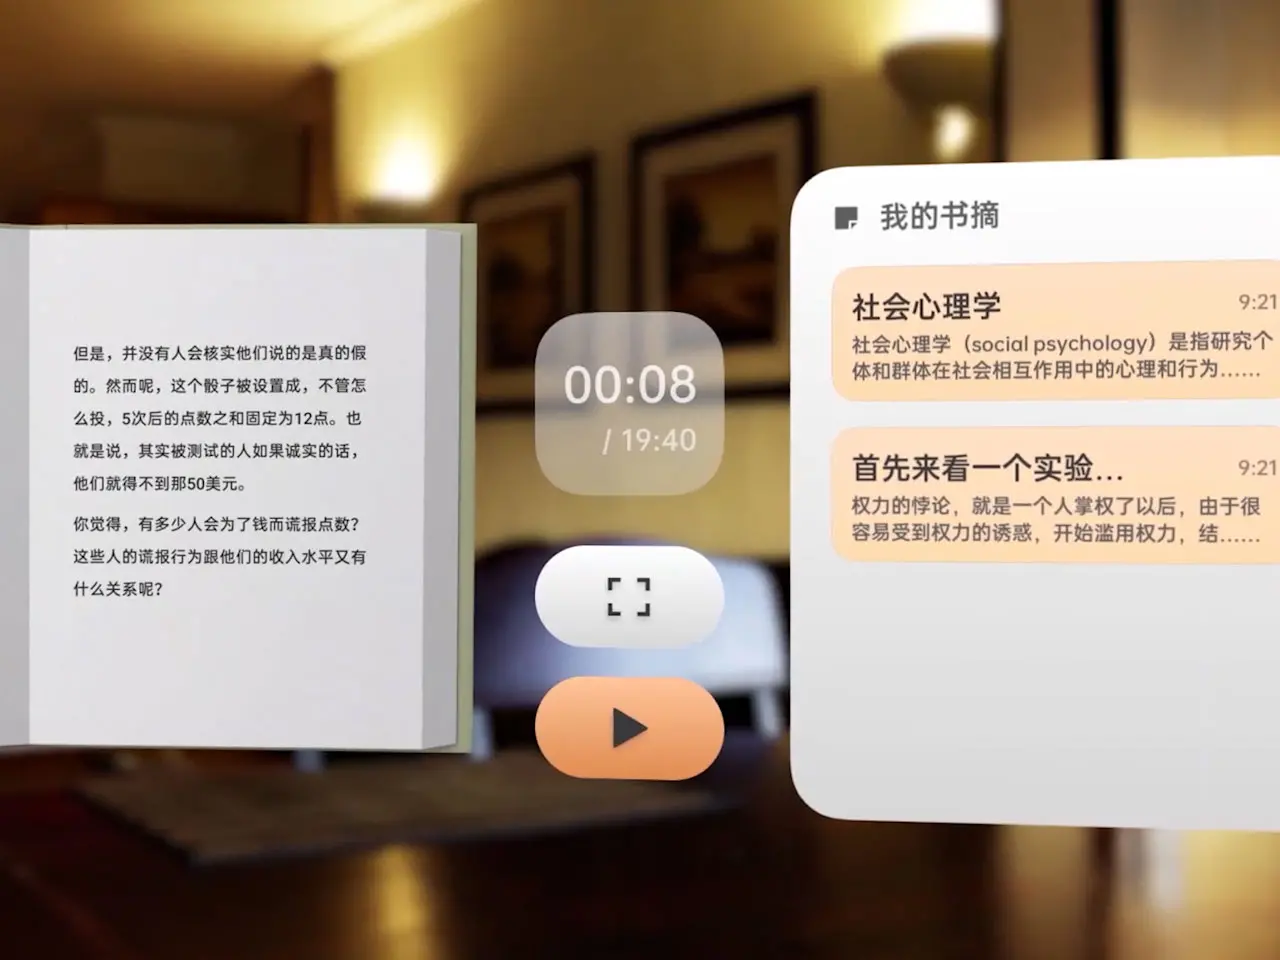 但是，并没有人会核实他们说的是真的假
的。然而呢，这个骰子被设置成，不管怎
么投，5次后的点数之和固定为12点。也
就是说，其实被测试的人如果诚实的话，
他们就得不到那50美元。
你觉得，有多少人会为了钱而谎报点数？
这些人的谎报行为跟他们的收入水平又有
什么关系呢？
00:08
/ 19:40
我的书摘
社会心理学 9:21
社会心理学（social psychology）是指研究个
体和群体在社会相互作用中的心理和行为……
首先来看一个实验... 9:21
权力的悖论，就是一个人掌权了以后，由于很
容易受到权力的诱惑，开始滥用权力，结……